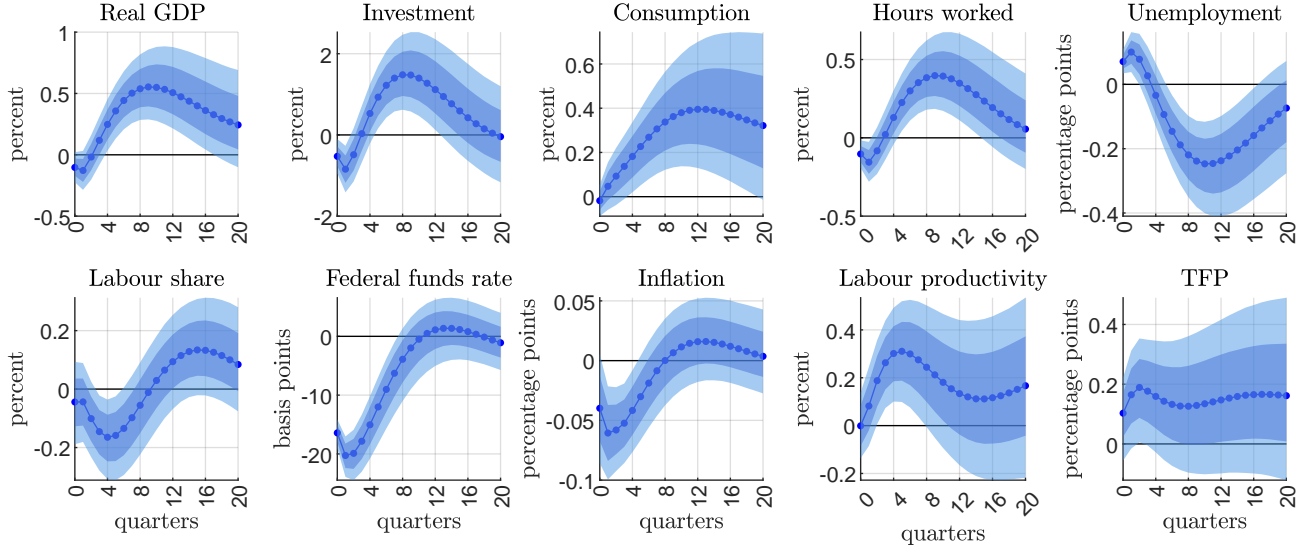 Real GDP
percent
1
0.5
0
-0.5
0 4 8 12 16 20
Investment
percent
2
0
-2
0 4 8 12 16 20
Consumption
percent
0.6
0.4
0.2
0
0 4 8 12 16 20
Hours worked
percent
0.5
0
-0.5
0 4 8 12 16 20
Unemployment
percentage points
0
-0.2
-0.4
0 4 8 12 16 20
Labour share
percent
0.2
0
-0.2
0 4 8 12 16 20
quarters
Federal funds rate
basis points
0
-10
-20
0 4 8 12 16 20
quarters
Inflation
percentage points
0.05
0
-0.05
-0.1
0 4 8 12 16 20
quarters
Labour productivity
percent
0.4
0.2
0
-0.2
0 4 8 12 16 20
quarters
TFP
percentage points
0.4
0.2
0
0 4 8 12 16 20
quarters